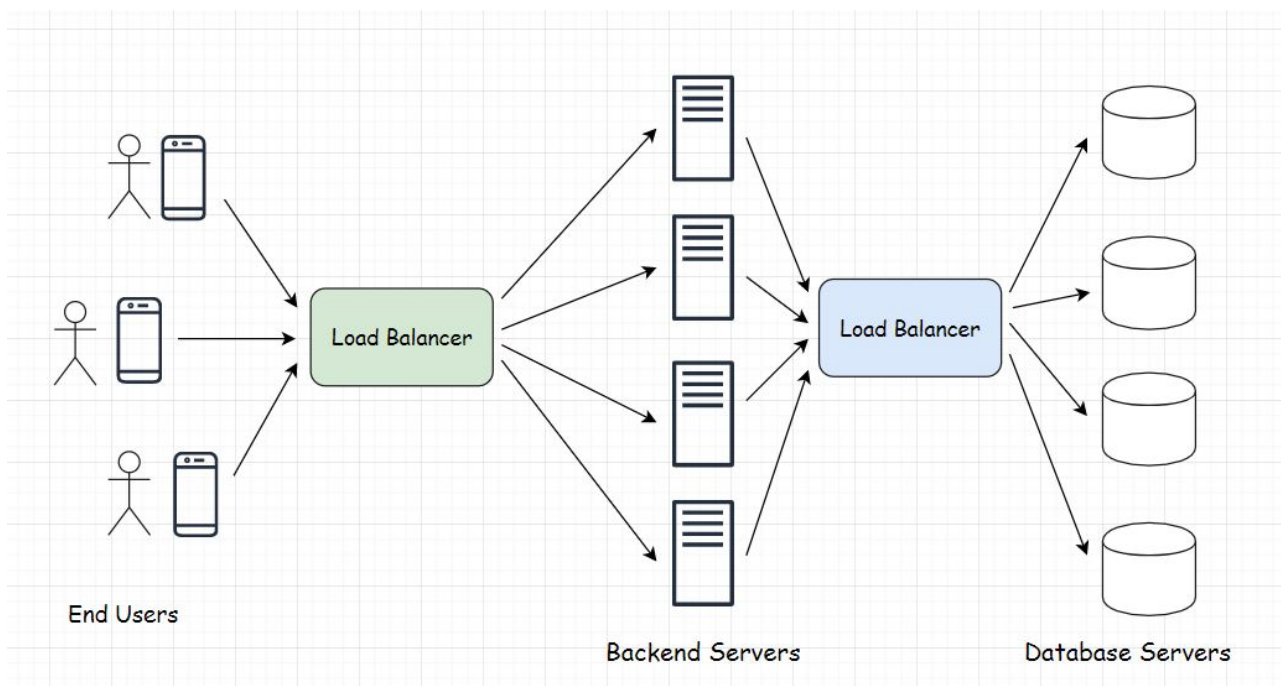 Load Balancer
Load Balancer
End Users
Backend Servers
Database Servers